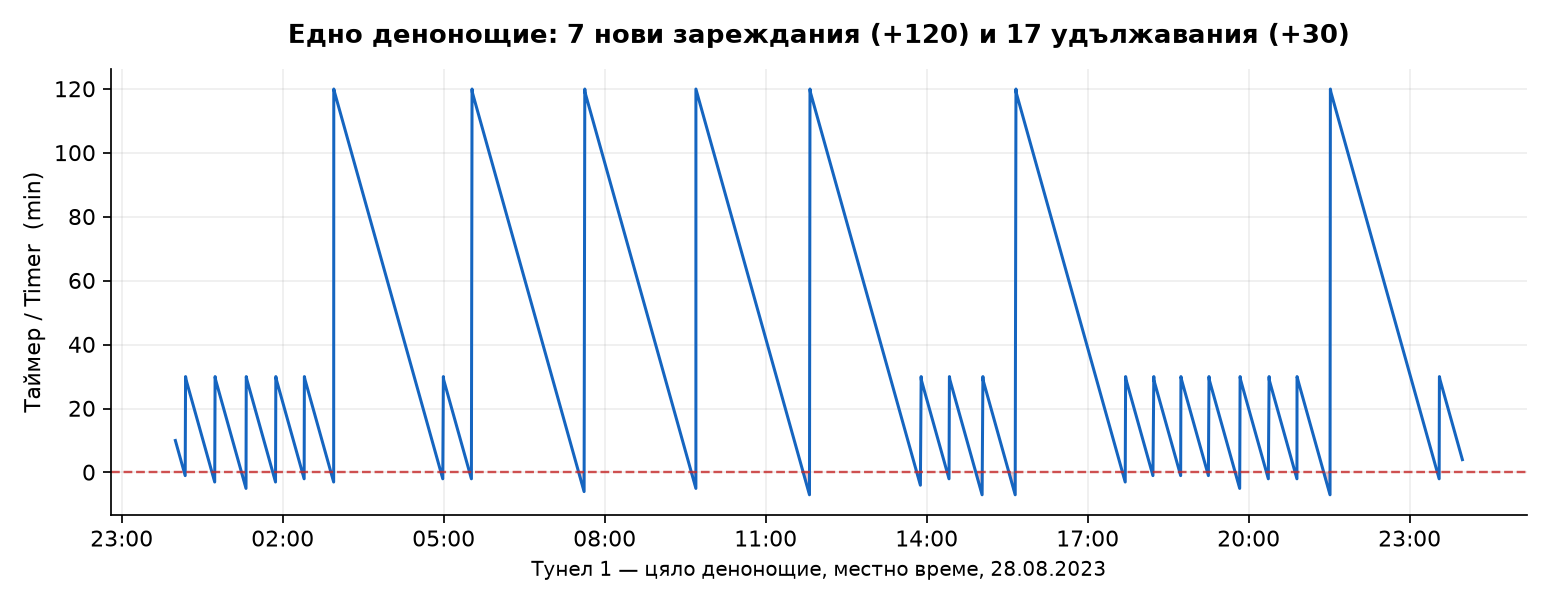 Едно денонощие: 7 нови зареждания (+120) и 17 удължавания (+30)
Таймер / Timer (min)
120
100
80
60
40
20
0
23:00 02:00 05:00 08:00 11:00 14:00 17:00 20:00 23:00
Тунел 1 — цяло денонощие, местно време, 28.08.2023